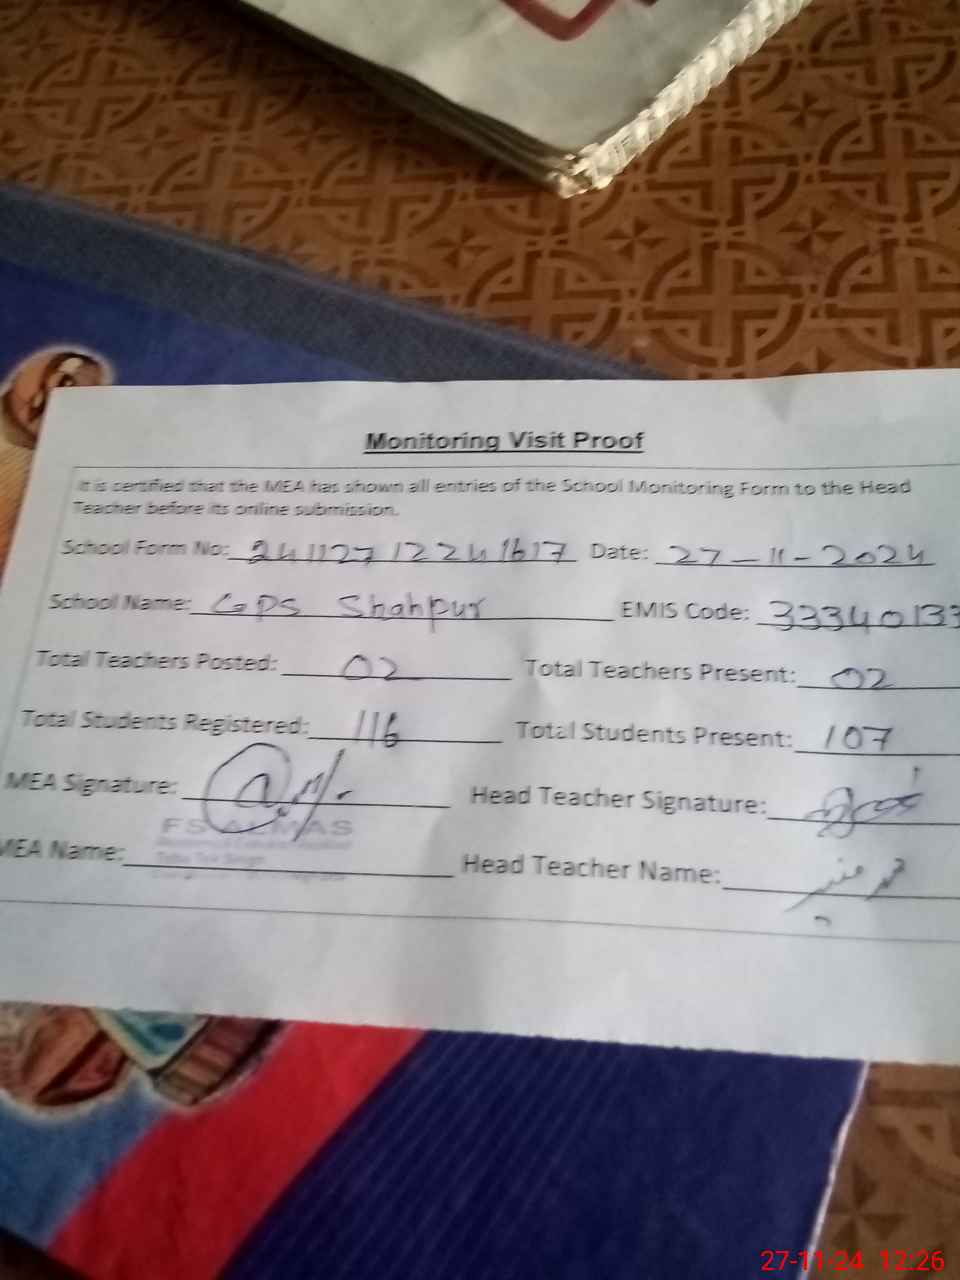 Monitoring Visit Proof
It is certified that the MEA has shown all entries of the School Monitoring Form to the Head
Teacher before its online submission.
School Form No: 241127122241617 Date: 27-11-2024
School Name: GPS Shahpur EMIS Code: 33340133
Total Teachers Posted: 02 Total Teachers Present: 02
Total Students Registered: 116 Total Students Present: 107
MEA Signature: Head Teacher Signature:
ALMAS
MEA Name: Head Teacher Name:
27-11-24 12:26